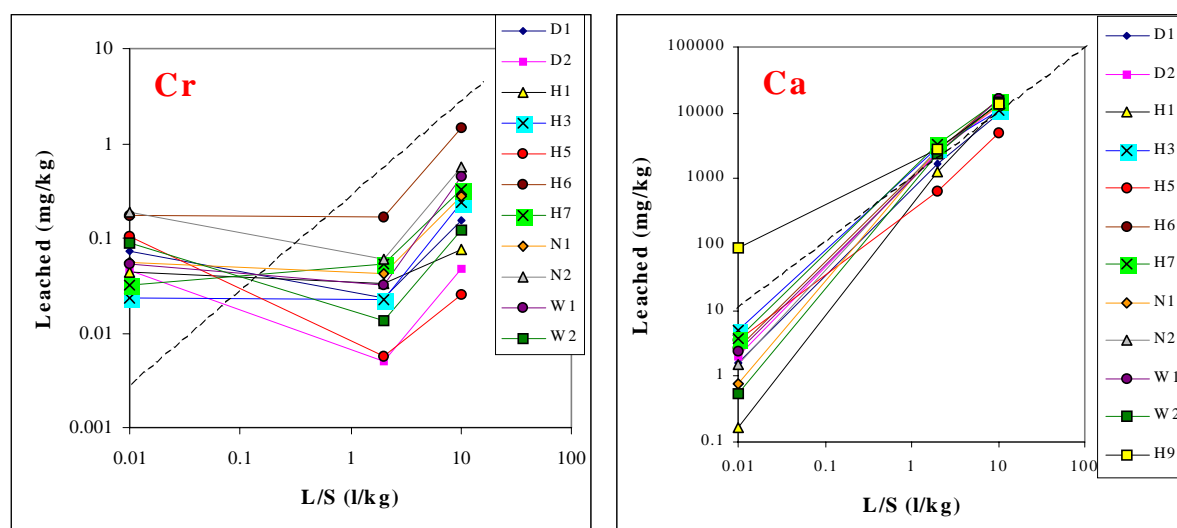 Cr
Leached (mg/kg)
10
1
0.1
0.01
0.001
0.01
0.1
1
10
100
L/S (l/kg)
D1
D2
H1
H3
H5
H6
H7
N1
N2
W1
W2
Ca
Leached (mg/kg)
100000
10000
1000
100
10
1
0.1
0.01
0.1
1
10
100
L/S (l/kg)
D1
D2
H1
H3
H5
H6
H7
N1
N2
W1
W2
H9